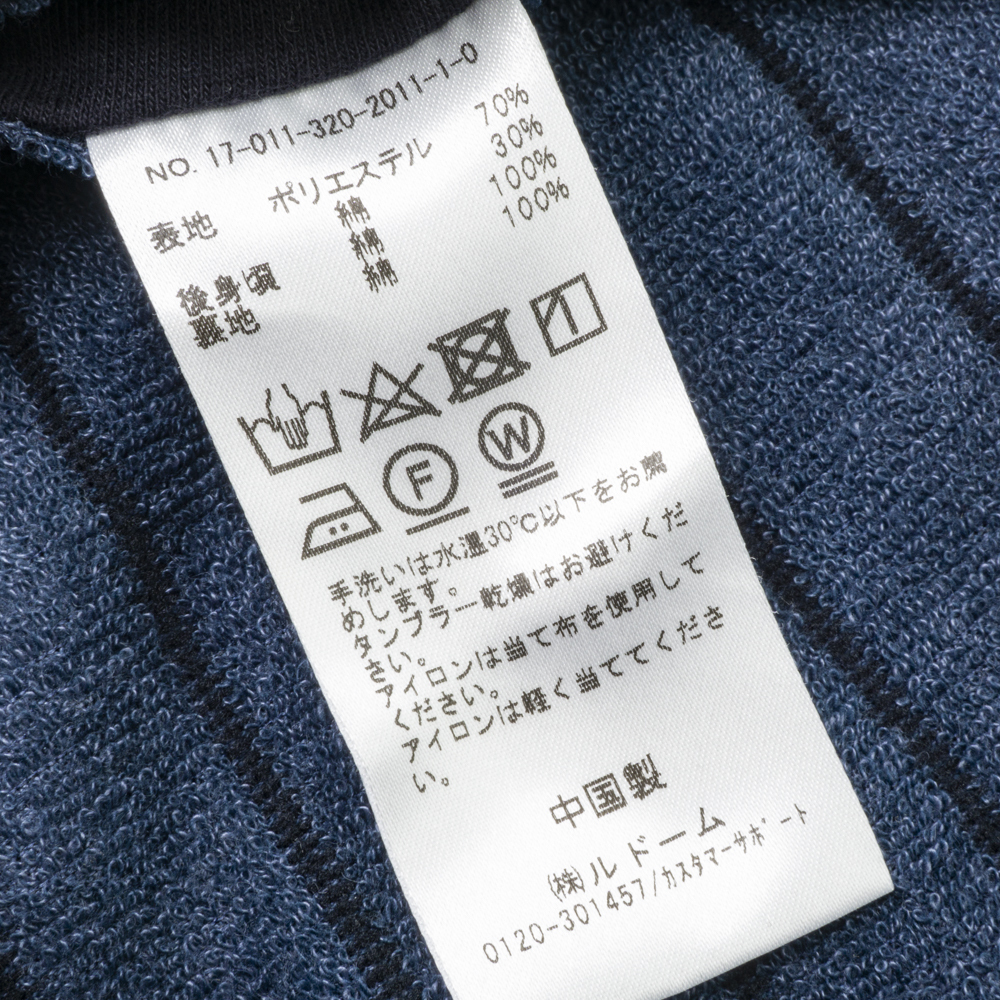 NO. 17-011-320-2011-1-0
表地 ポリエステル 70%
綿 30%
後身頃 綿 100%
裏地 綿 100%
F
W
手洗いは水温30℃以下をお薦
めします。
タンブラー乾燥はお避けくだ
さい。
アイロンは当て布を使用して
ください。
アイロンは軽く当ててくださ
い。
中国製
(株)ルドーム
0120-301457/カスタマーサポート